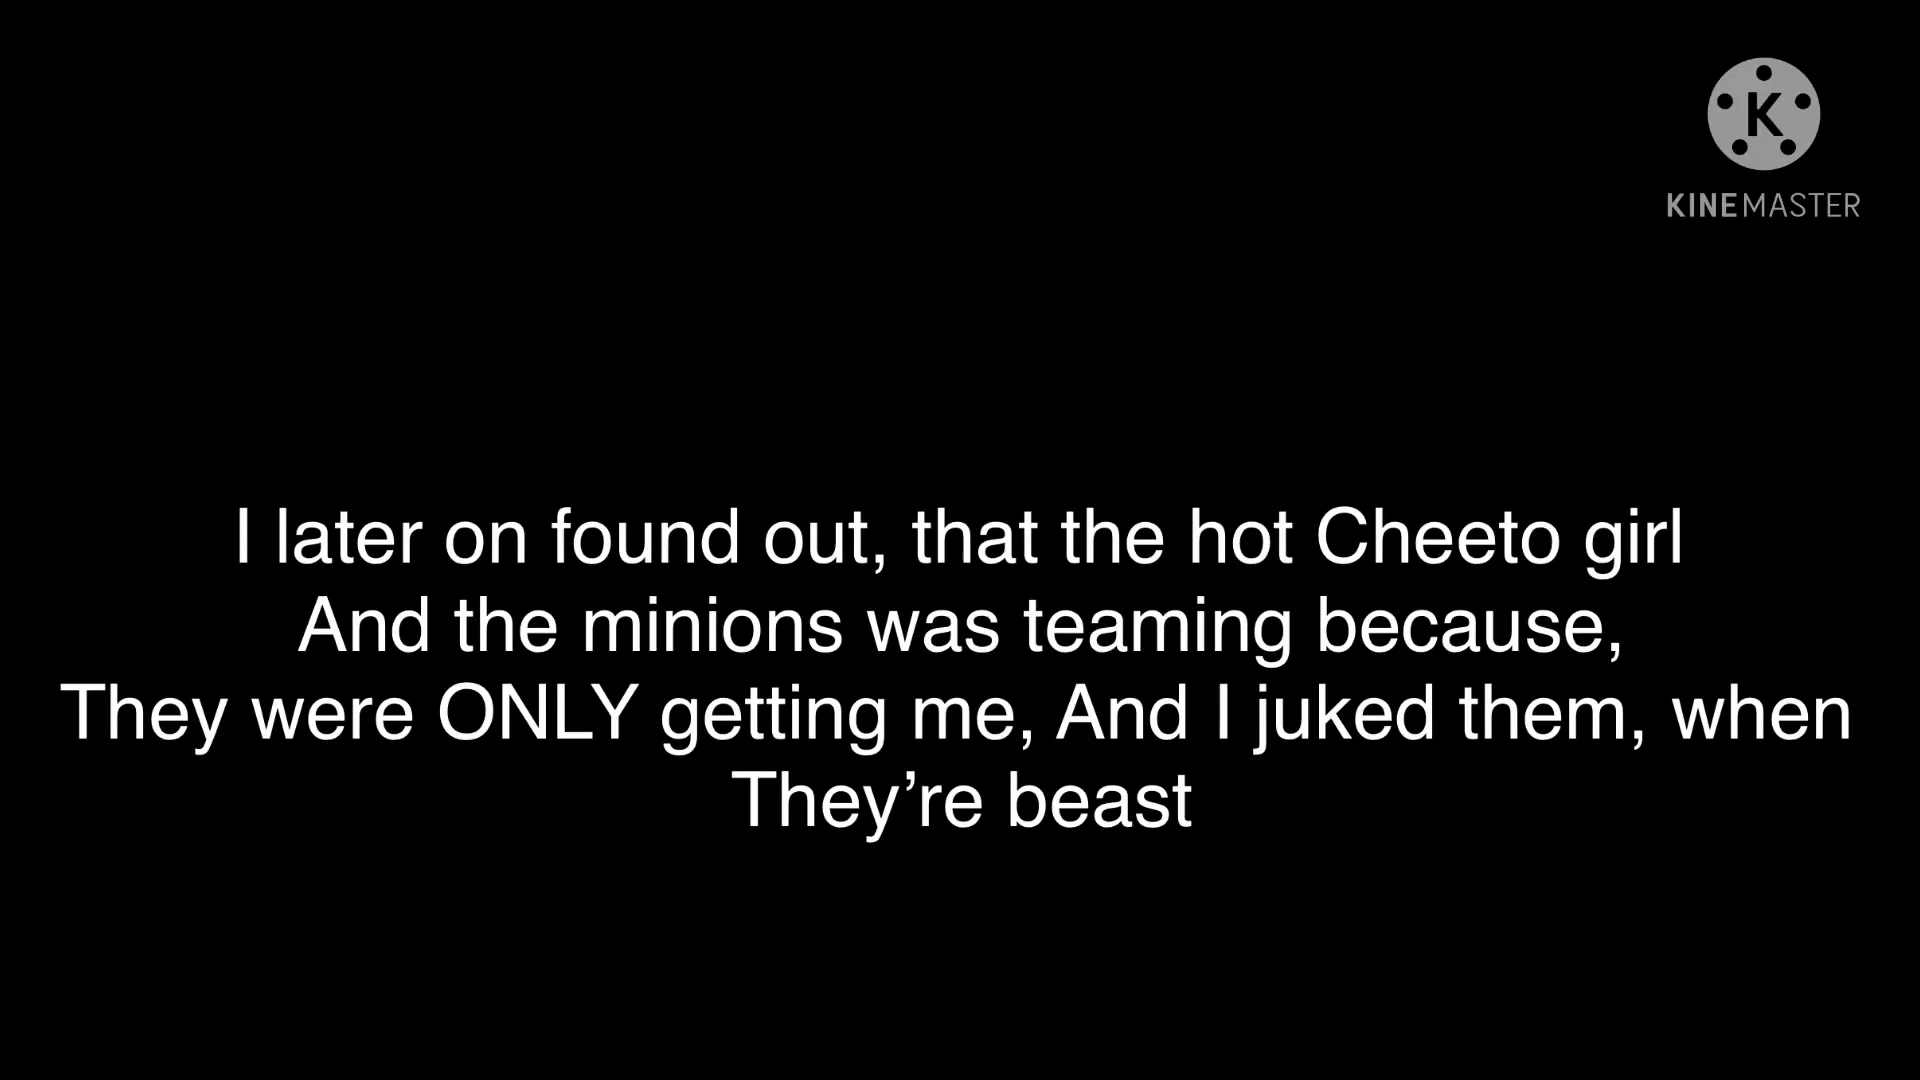 K
KINEMASTER
I later on found out, that the hot Cheeto girl
And the minions was teaming because,
They were ONLY getting me, And I juked them, when
They’re beast